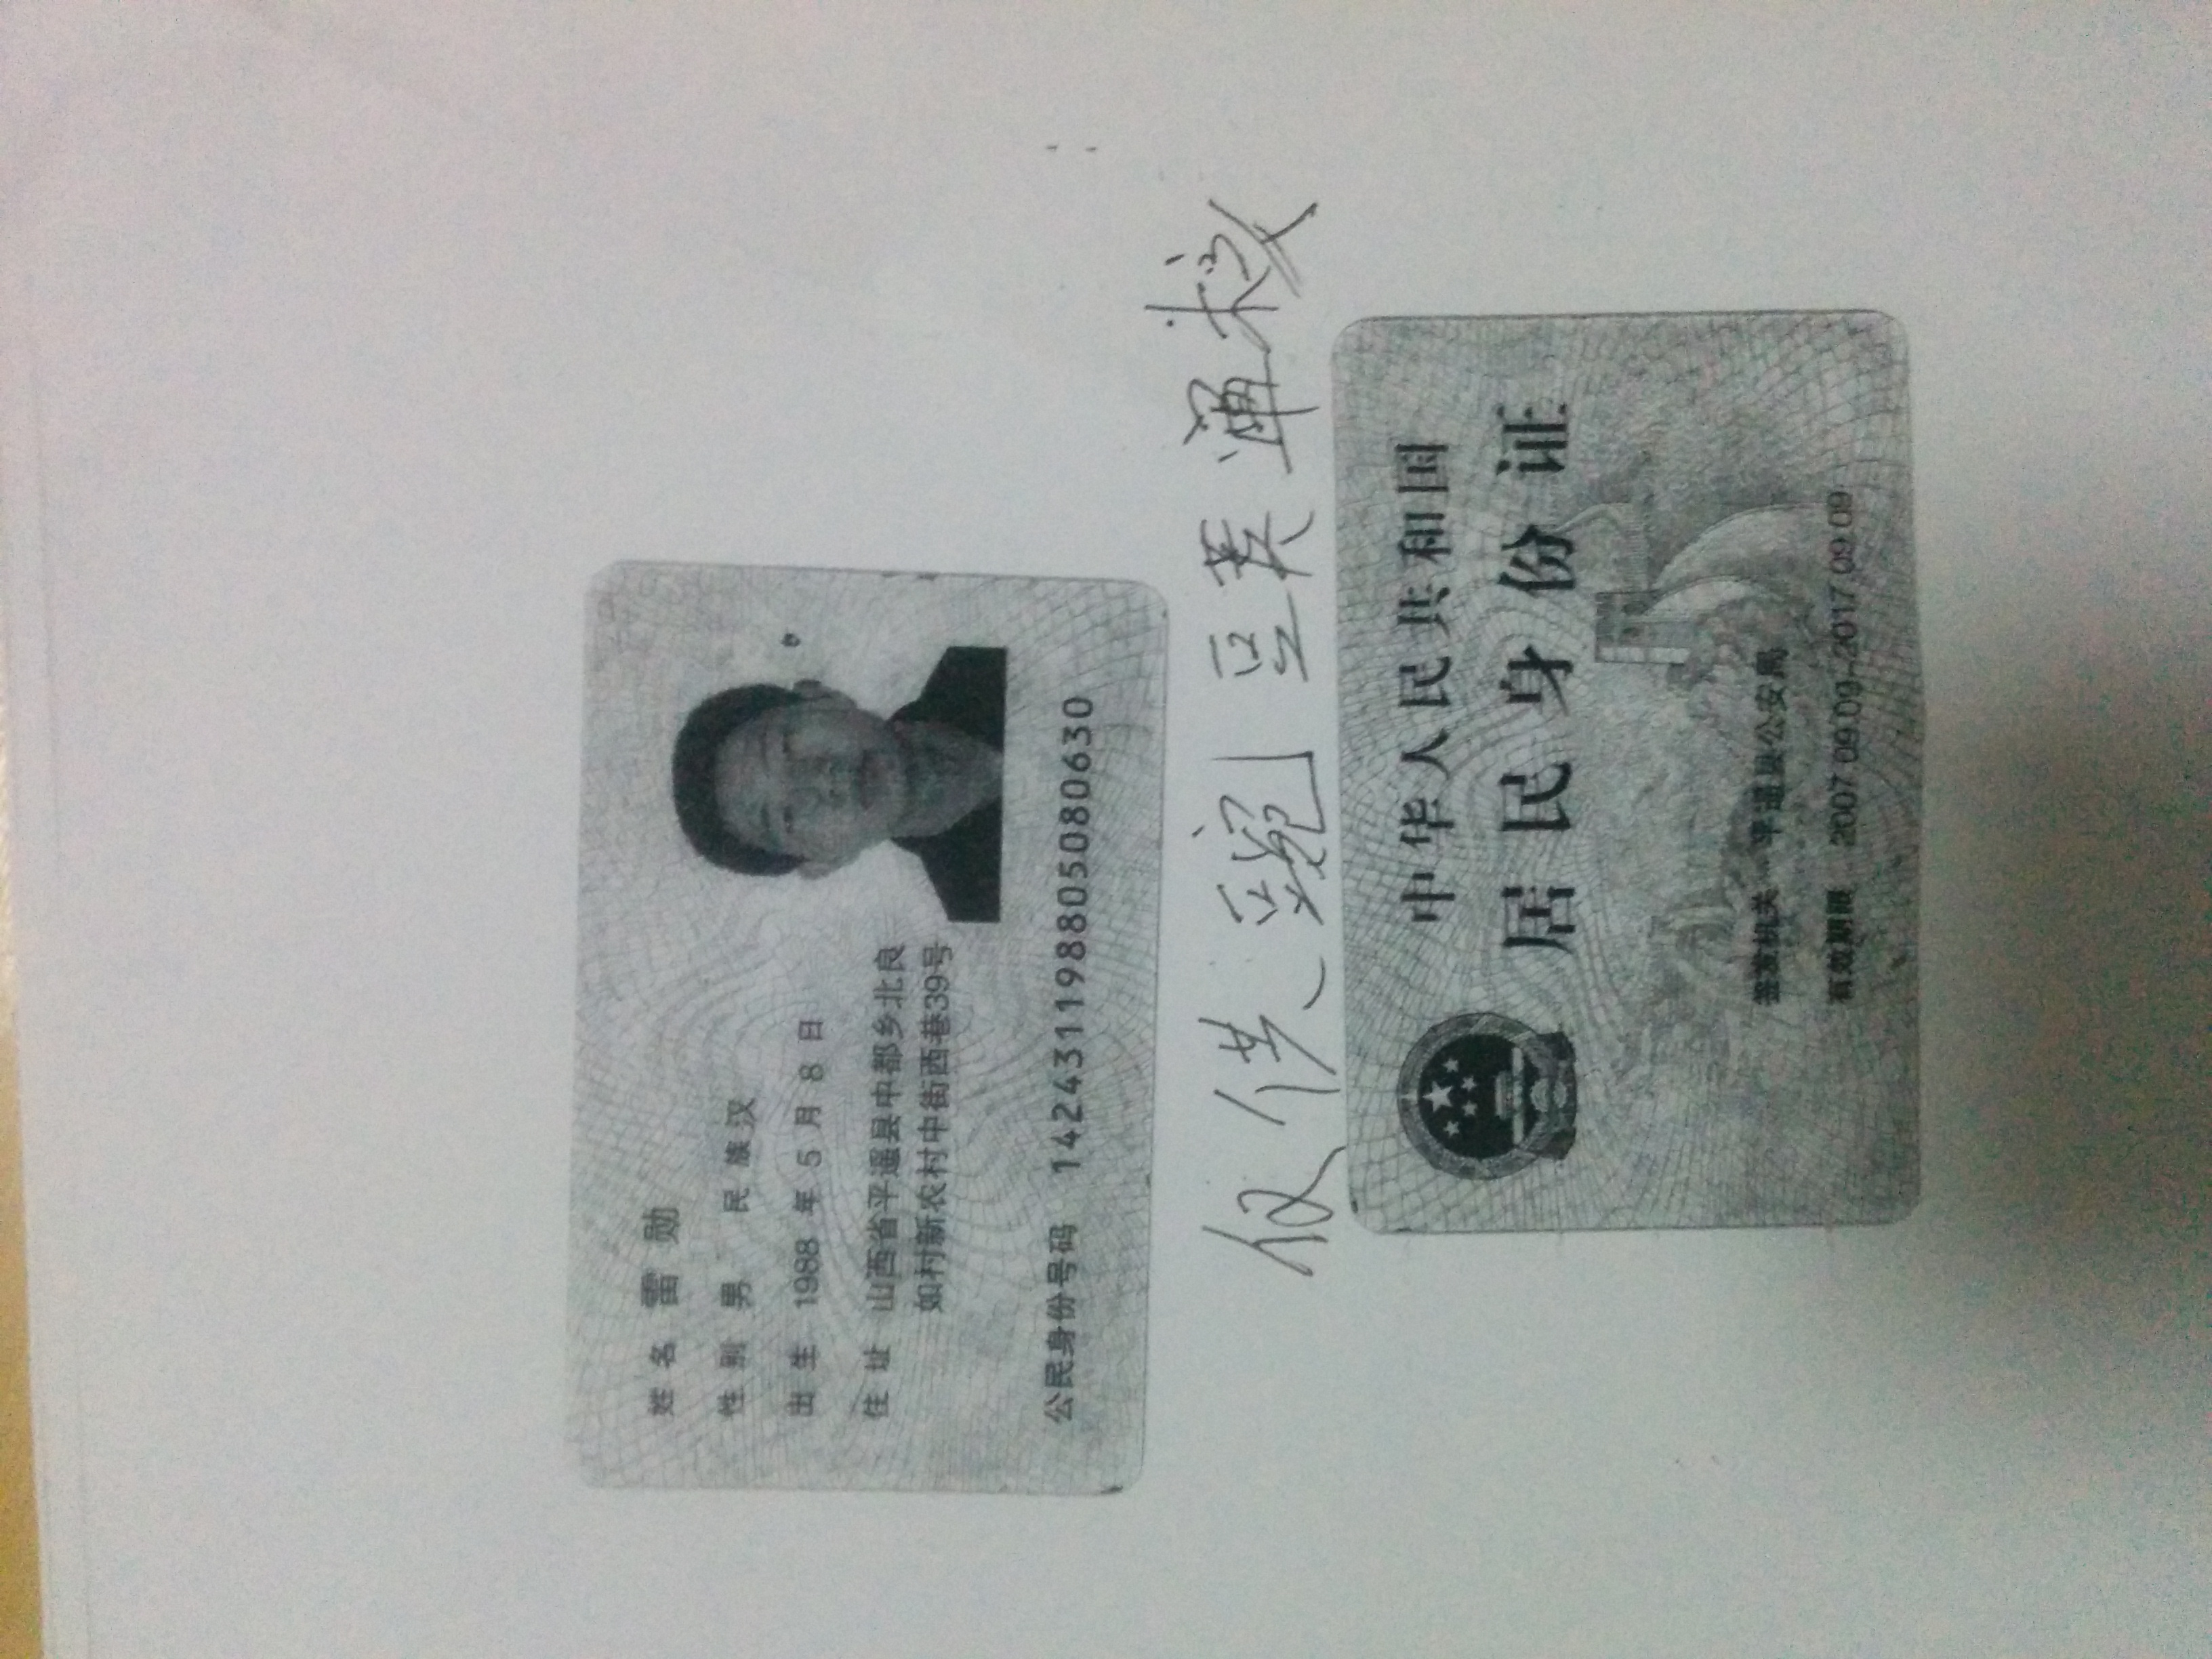 姓名 雷勋
性别 男 民族 汉
出生 1988 年 5 月 8 日
住址 山西省平遥县中都乡北良
如村新农村中街西巷39号
公民身份号码 142431198805080630
仅供豌豆荚
中华人民共和国
居民身份证
签发机关 平遥县公安局
有效期限 2007.09.09-2017.09.09